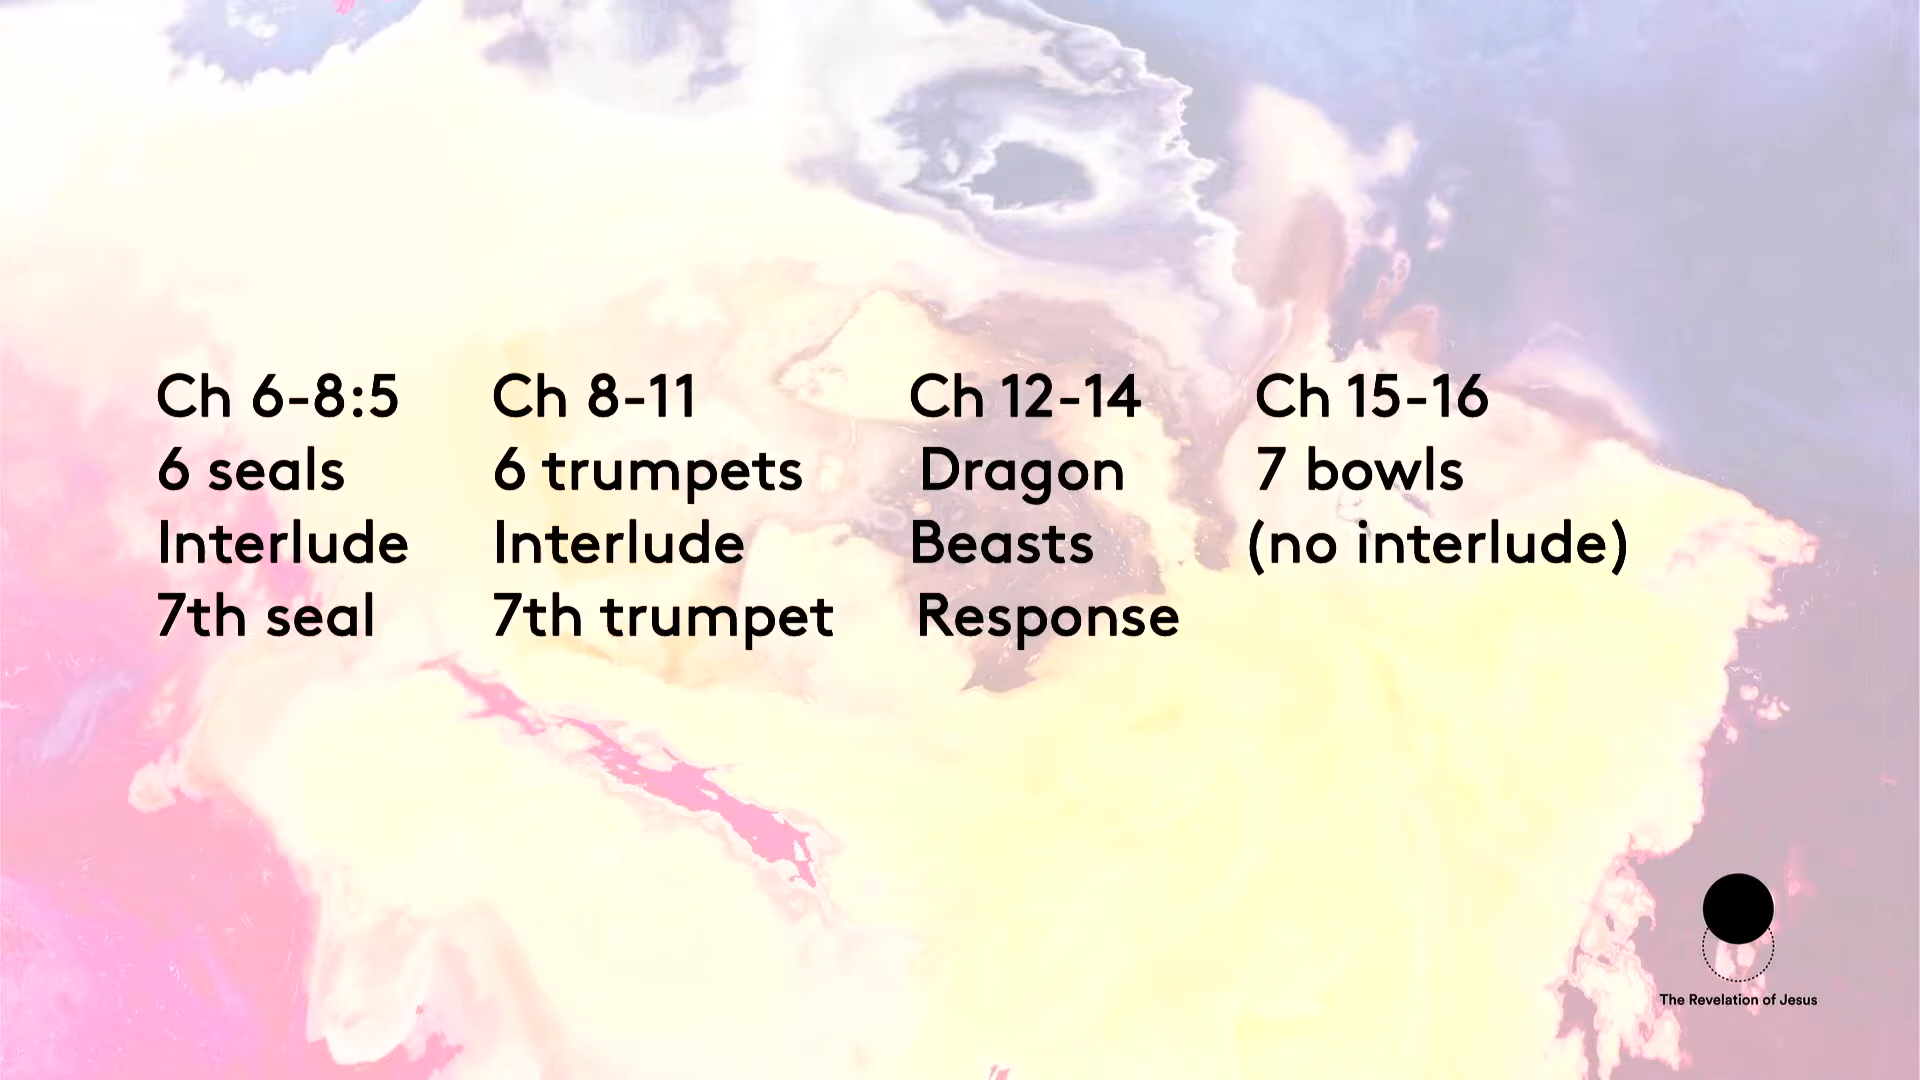 Ch 6-8:5
6 seals
Interlude
7th seal
Ch 8-11
6 trumpets
Interlude
7th trumpet
Ch 12-14
Dragon
Beasts
Response
Ch 15-16
7 bowls
(no interlude)
The Revelation of Jesus